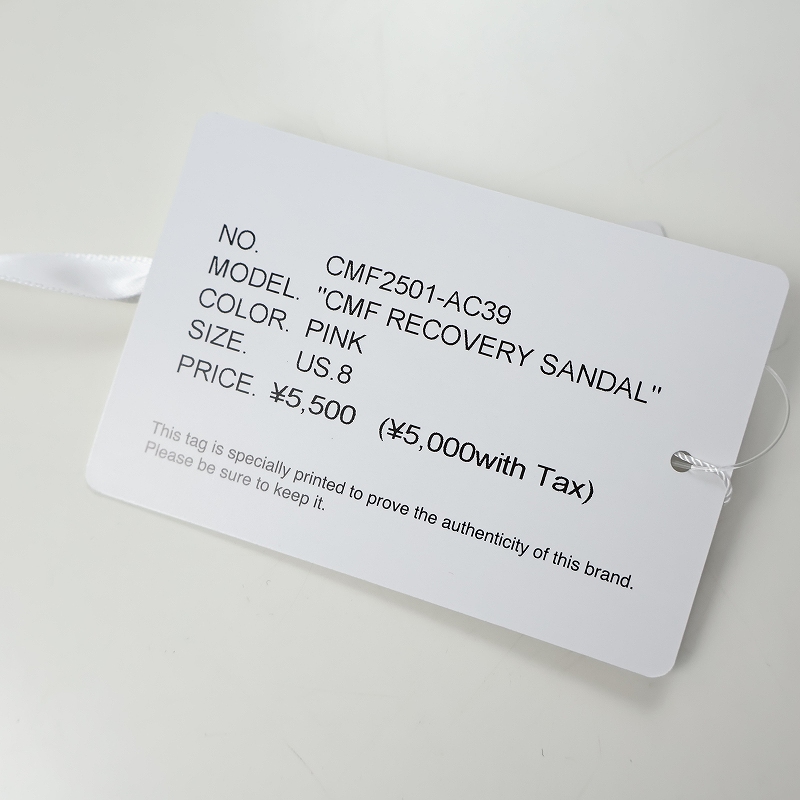 NO. CMF2501-AC39
MODEL. "CMF RECOVERY SANDAL"
COLOR. PINK
SIZE. US.8
PRICE. ¥5,500 (¥5,000with Tax)
This tag is specially printed to prove the authenticity of this brand.
Please be sure to keep it.